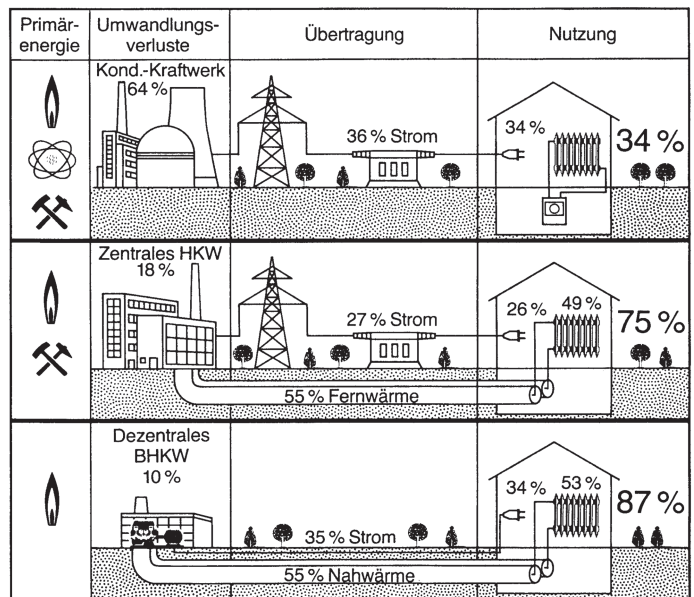 Primär-
energie
Umwandlungs-
verluste
Übertragung
Nutzung
Kond.-Kraftwerk
64 %
36 % Strom
34 %
34 %
Zentrales HKW
18 %
27 % Strom
26 %
49 %
75 %
55 % Fernwärme
Dezentrales
BHKW
10 %
35 % Strom
34 %
53 %
87 %
55 % Nahwärme